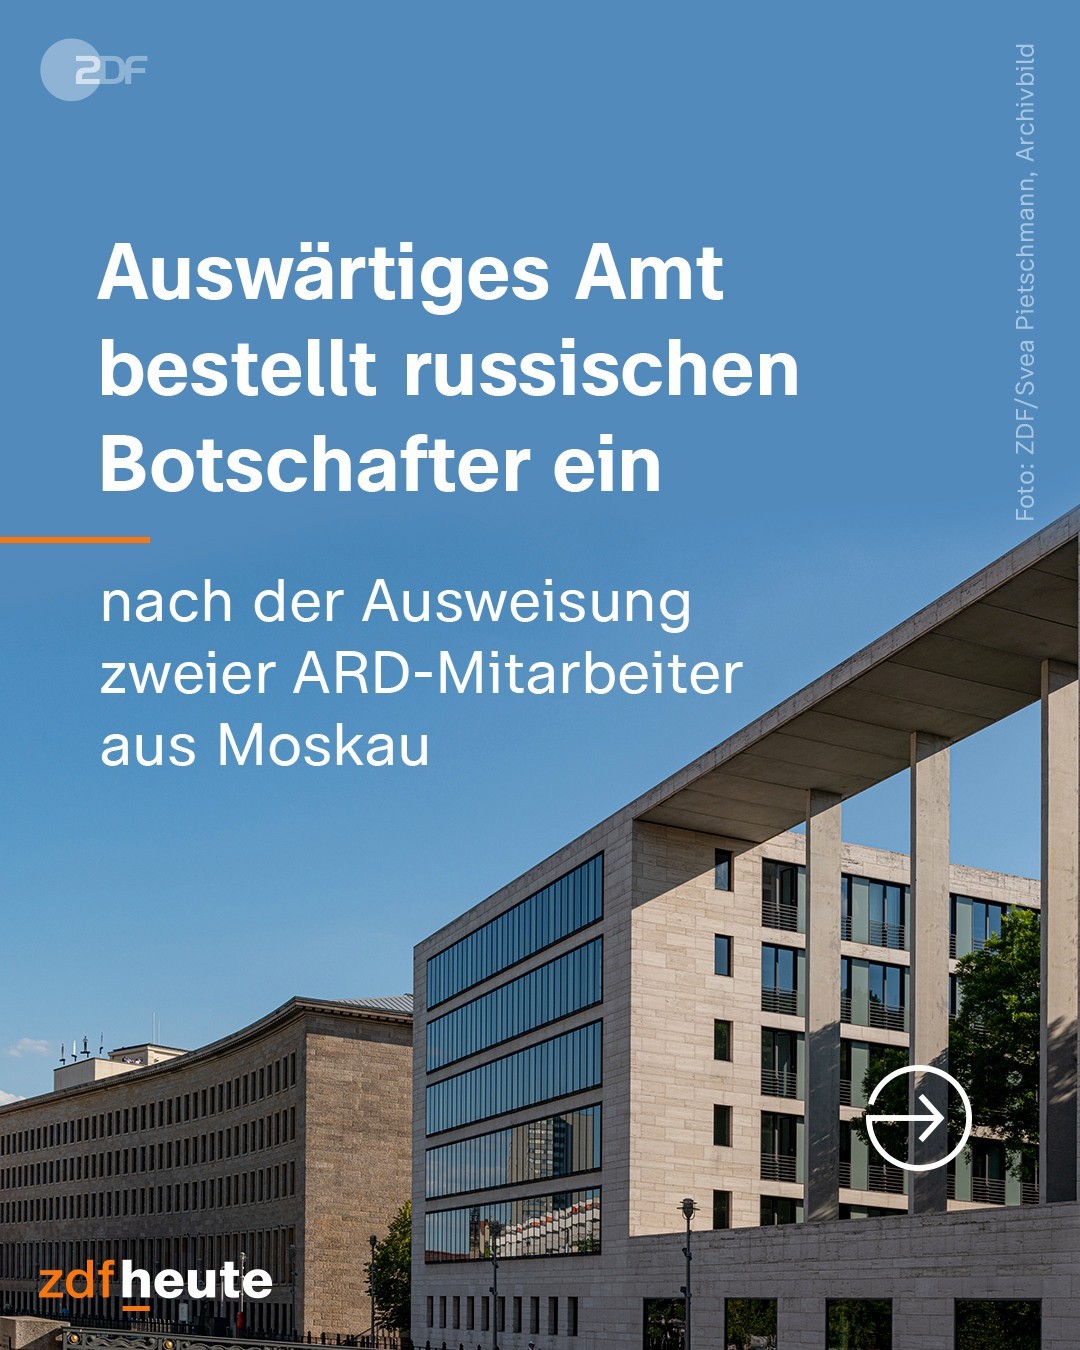 ZDF
Foto: ZDF/Svea Pietschmann, Archivbild
Auswärtiges Amt
bestellt russischen
Botschafter ein
nach der Ausweisung
zweier ARD-Mitarbeiter
aus Moskau
zdfheute